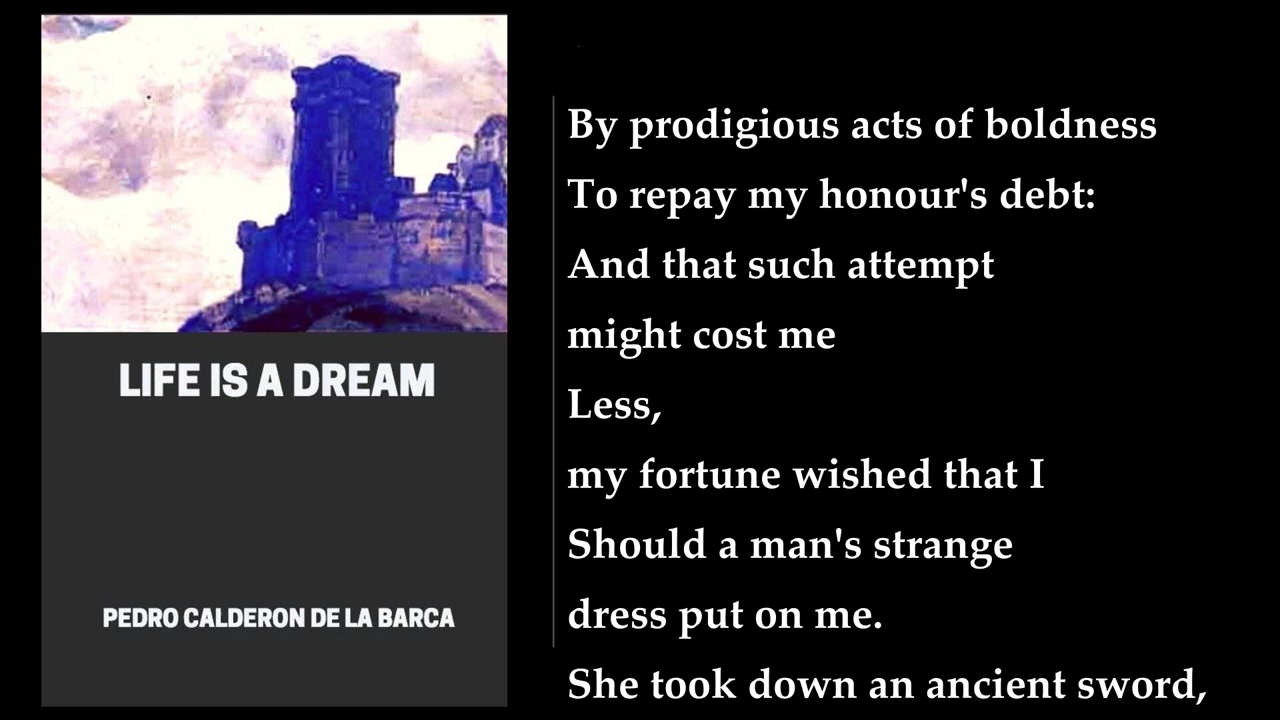 LIFE IS A DREAM
PEDRO CALDERON DE LA BARCA
By prodigious acts of boldness
To repay my honour's debt:
And that such attempt
might cost me
Less,
my fortune wished that I
Should a man's strange
dress put on me.
She took down an ancient sword,